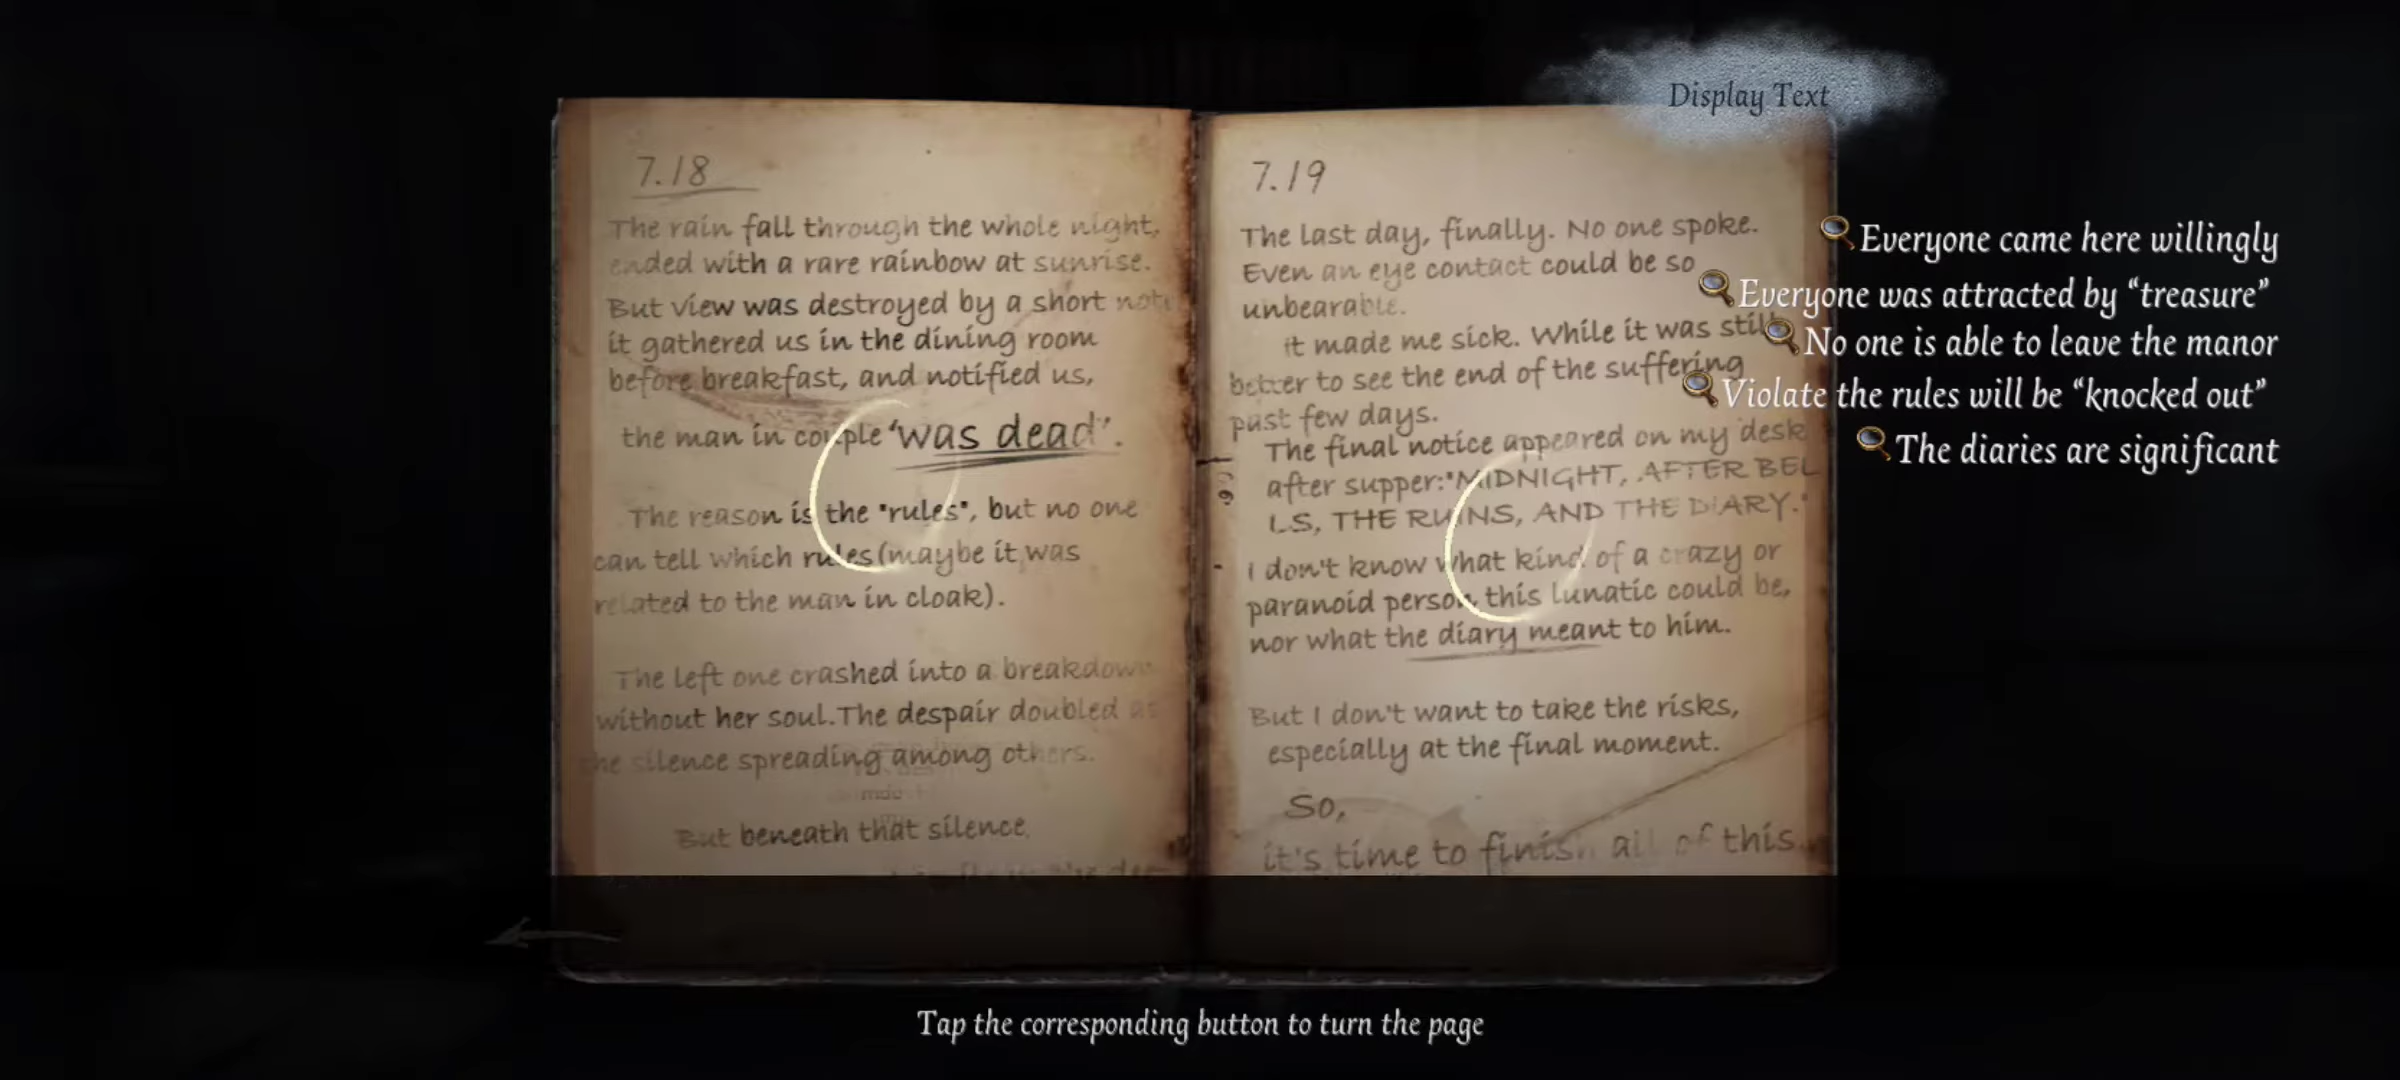 7.18
The rain fall through the whole night,
ended with a rare rainbow at sunrise.
But view was destroyed by a short
it gathered us in the dining room
before breakfast, and notified us,
the man in couple "was dead".
The reason is the "rules", but no one
can tell which rules(maybe it was
related to the man in cloak).
The left one crashed into a breakdown
without her soul.The despair doubled as
the silence spreading among others.
But beneath that silence,
7.19
The last day, finally. No one spoke.
Even an eye contact could be so
unbearable.
it made me sick. While it was still
better to see the end of the suffering
past few days.
The final notice appeared on my desk
after supper:"MIDNIGHT, AFTER BEL
LS, THE RUINS, AND THE DIARY."
I don't know what kind of a crazy or
paranoid person this lunatic could be,
nor what the diary meant to him.
But I don't want to take the risks,
especially at the final moment.
So,
it's time to finish all of this.
Display Text
Everyone came here willingly
Everyone was attracted by “treasure”
No one is able to leave the manor
Violate the rules will be “knocked out”
The diaries are significant
Tap the corresponding button to turn the page